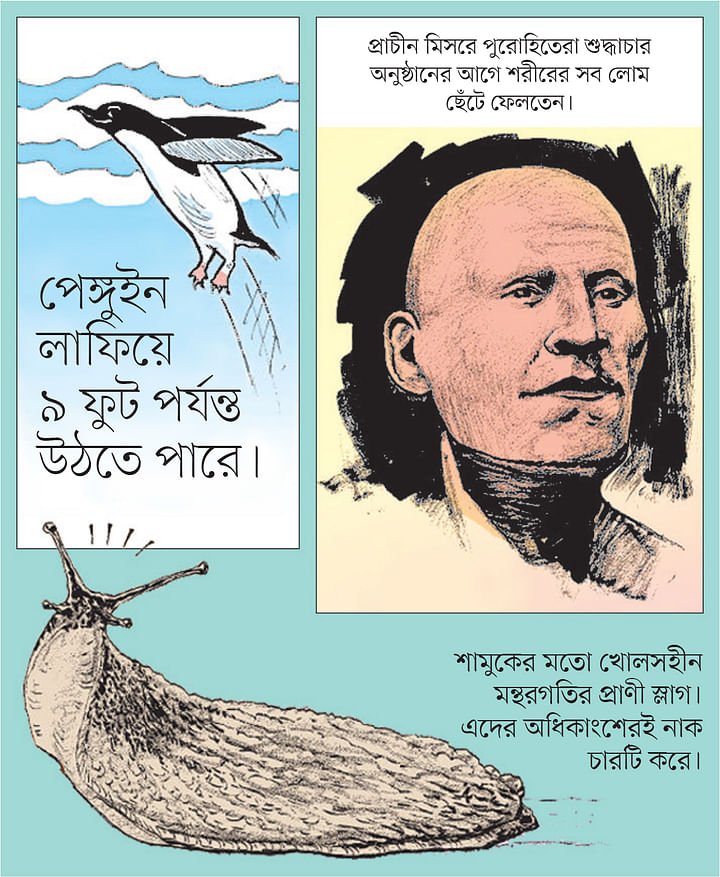 পেঙ্গুইন
লাফিয়ে
৯ ফুট পর্যন্ত
উঠতে পারে।
প্রাচীন মিসরে পুরোহিতেরা শুদ্ধাচার
অনুষ্ঠানের আগে শরীরের সব লোম
ছেঁটে ফেলতেন।
শামুকের মতো খোলসহীন
মন্থরগতির প্রাণী স্লাগ।
এদের অধিকাংশেরই নাক
চারটি করে।